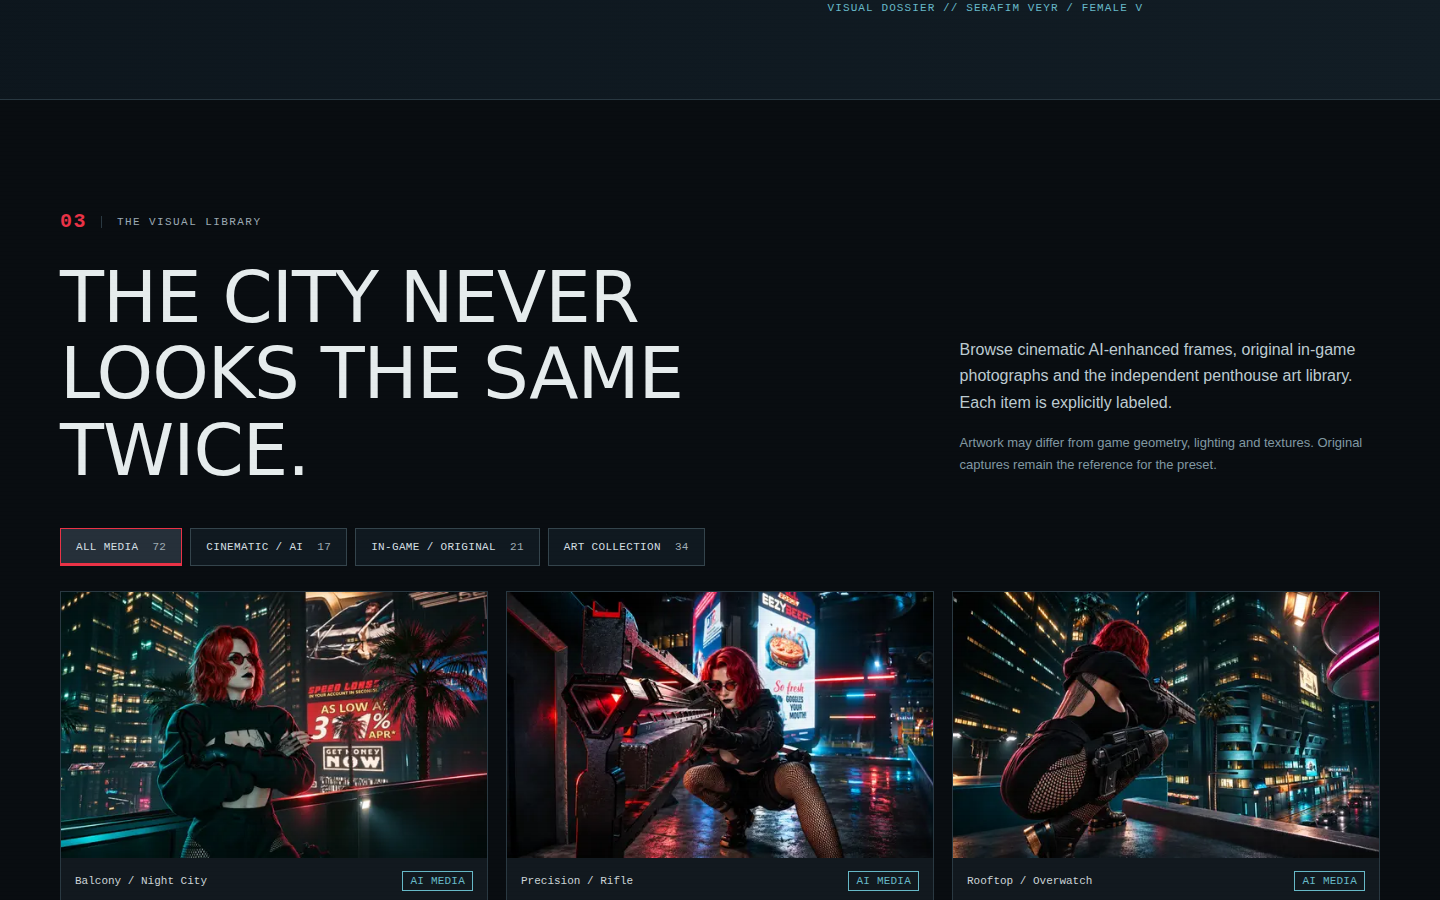 VISUAL DOSSIER // SERAFIM VEYR / FEMALE V
03 THE VISUAL LIBRARY
THE CITY NEVER
LOOKS THE SAME
TWICE.
Browse cinematic AI-enhanced frames, original in-game
photographs and the independent penthouse art library.
Each item is explicitly labeled.
Artwork may differ from game geometry, lighting and textures. Original
captures remain the reference for the preset.
ALL MEDIA 72
CINEMATIC / AI 17
IN-GAME / ORIGINAL 21
ART COLLECTION 34
SPEED LOANS
AS LOW AS
APR*
GET MONEY
NOW
EEZYBEEF
So fresh
GOGGLES
YOUR
MOUTH!
Balcony / Night City
AI MEDIA
Precision / Rifle
AI MEDIA
Rooftop / Overwatch
AI MEDIA